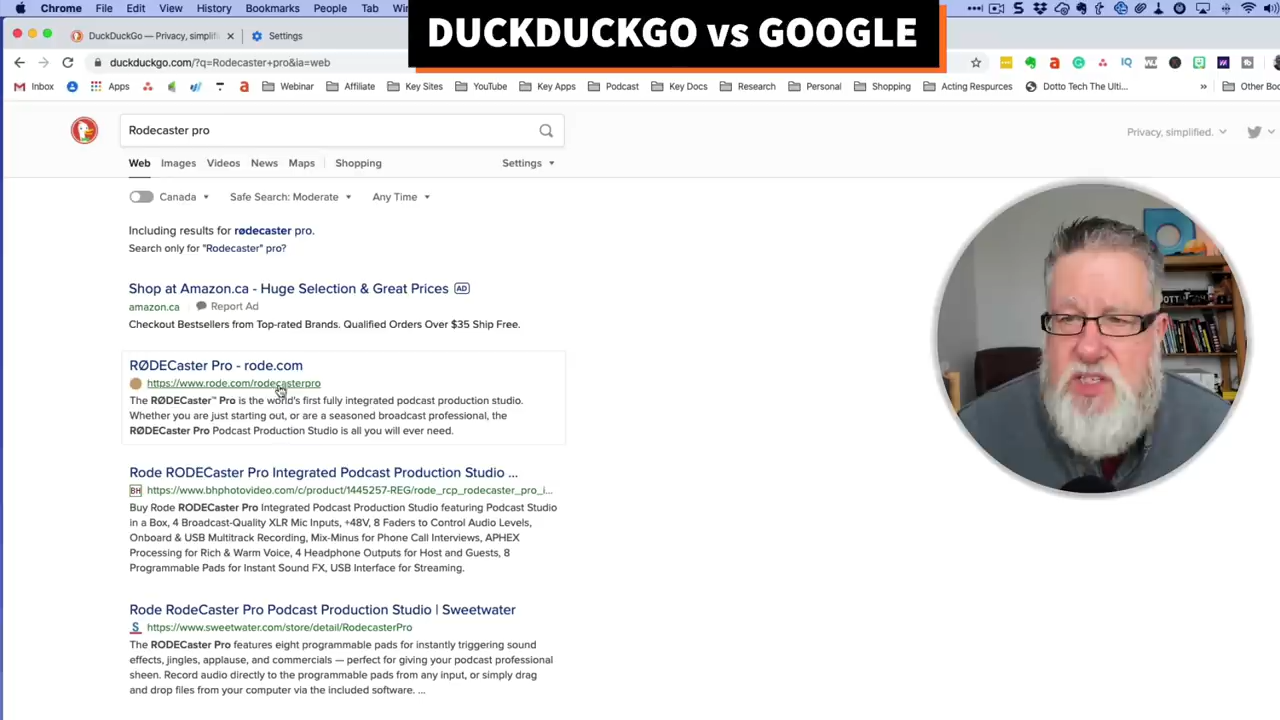 Chrome File Edit View History Bookmarks People Tab
DUCKDUCKGO vs GOOGLE
DuckDuckGo — Privacy, simplif
Settings
duckduckgo.com/?q=Rodecaster+pro&ia=web
Inbox Apps Webinar Affiliate Key Sites YouTube Podcast Key Docs Key Apps Research Personal Shopping Acting Resources Dotto Tech The Ulti... » Other Bo
Rodecaster pro
Privacy, simplified.
Web Images Videos News Maps Shopping Settings
Canada Safe Search: Moderate Any Time
Including results for rødecaster pro.
Search only for "Rodecaster" pro?
Shop at Amazon.ca - Huge Selection & Great Prices AD
amazon.ca Report Ad
Checkout Bestsellers from Top-rated Brands. Qualified Orders Over $35 Ship Free.
RØDECaster Pro - rode.com
https://www.rode.com/rodecasterpro
The RØDECaster™ Pro is the world's first fully integrated podcast production studio.
Whether you are just starting out, or are a seasoned broadcast professional, the
RØDECaster Pro Podcast Production Studio is all you will ever need.
Rode RODECaster Pro Integrated Podcast Production Studio ...
BH https://www.bhphotovideo.com/c/product/1445257-REG/rode_rcp_rodecaster_pro_i...
Buy Rode RODECaster Pro Integrated Podcast Production Studio featuring Podcast Studio
in a Box, 4 Broadcast-Quality XLR Mic Inputs, +48V, 8 Faders to Control Audio Levels,
Onboard & USB Multitrack Recording, Mix-Minus for Phone Call Interviews, APHEX
Processing for Rich & Warm Voice, 4 Headphone Outputs for Host and Guests, 8
Programmable Pads for Instant Sound FX, USB Interface for Streaming.
Rode RodeCaster Pro Podcast Production Studio | Sweetwater
https://www.sweetwater.com/store/detail/RodecasterPro
The RODECaster Pro features eight programmable pads for instantly triggering sound
effects, jingles, applause, and commercials — perfect for giving your podcast professional
sheen. Record audio directly to the programmable pads from any input, or simply drag
and drop files from your computer via the included software. ...